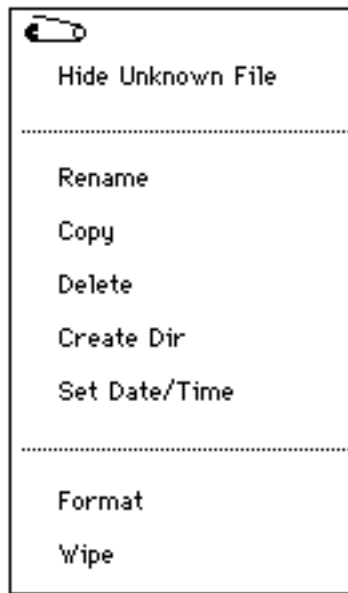 Hide Unknown File
Rename
Copy
Delete
Create Dir
Set Date/Time
Format
Wipe